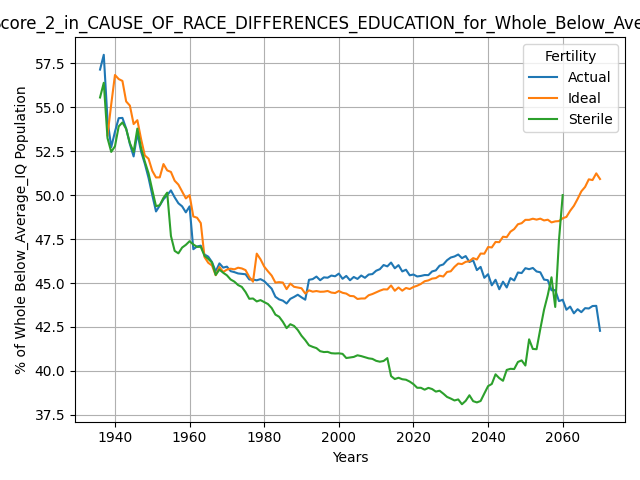 score_2_in_CAUSE_OF_RACE_DIFFERENCES_EDUCATION_for_Whole_Below_Ave
Fertility
Actual
Ideal
Sterile
% of Whole Below_Average_IQ Population
57.5
55.0
52.5
50.0
47.5
45.0
42.5
40.0
37.5
1940 1960 1980 2000 2020 2040 2060
Years